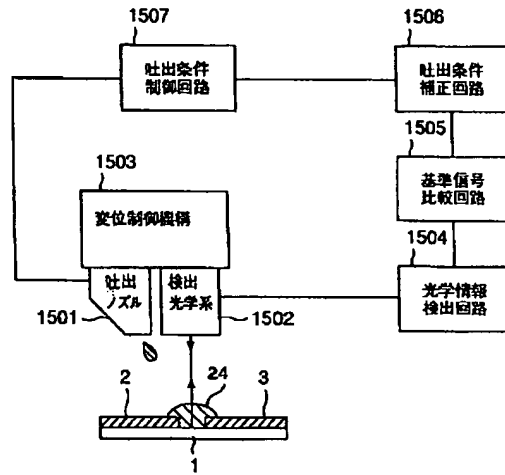 1507
吐出条件
制御回路
1506
吐出条件
補正回路
1505
基準信号
比較回路
1503
変位制御機構
1504
光学情報
検出回路
吐出
ノズル
検出
光学系
1501
1502
2
24
3
1